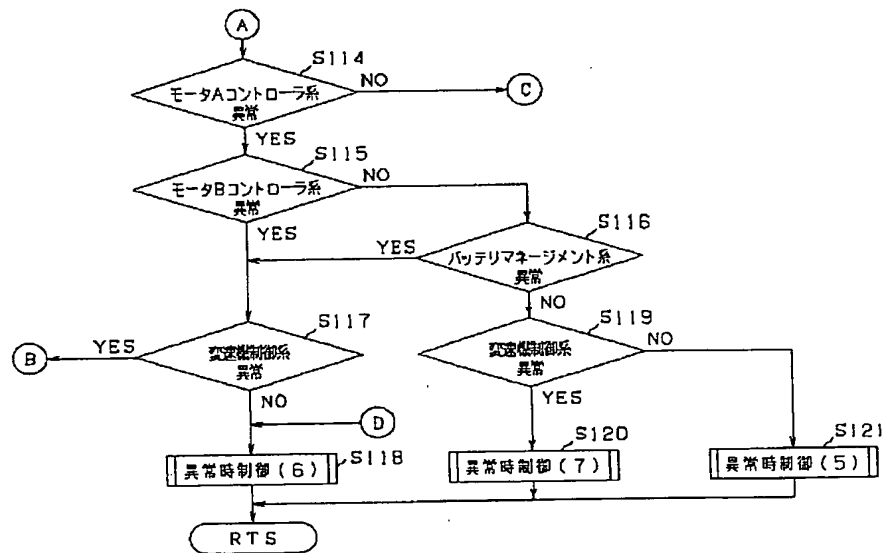 A
S114
モータAコントローラ系
異常
NO
C
YES
S115
モータBコントローラ系
異常
NO
YES
S116
バッテリマネージメント系
異常
YES
NO
S117
変速機制御系
異常
YES
B
NO
D
S119
変速機制御系
異常
NO
YES
異常時制御(6)
S118
S120
異常時制御(7)
S121
異常時制御(5)
RTS